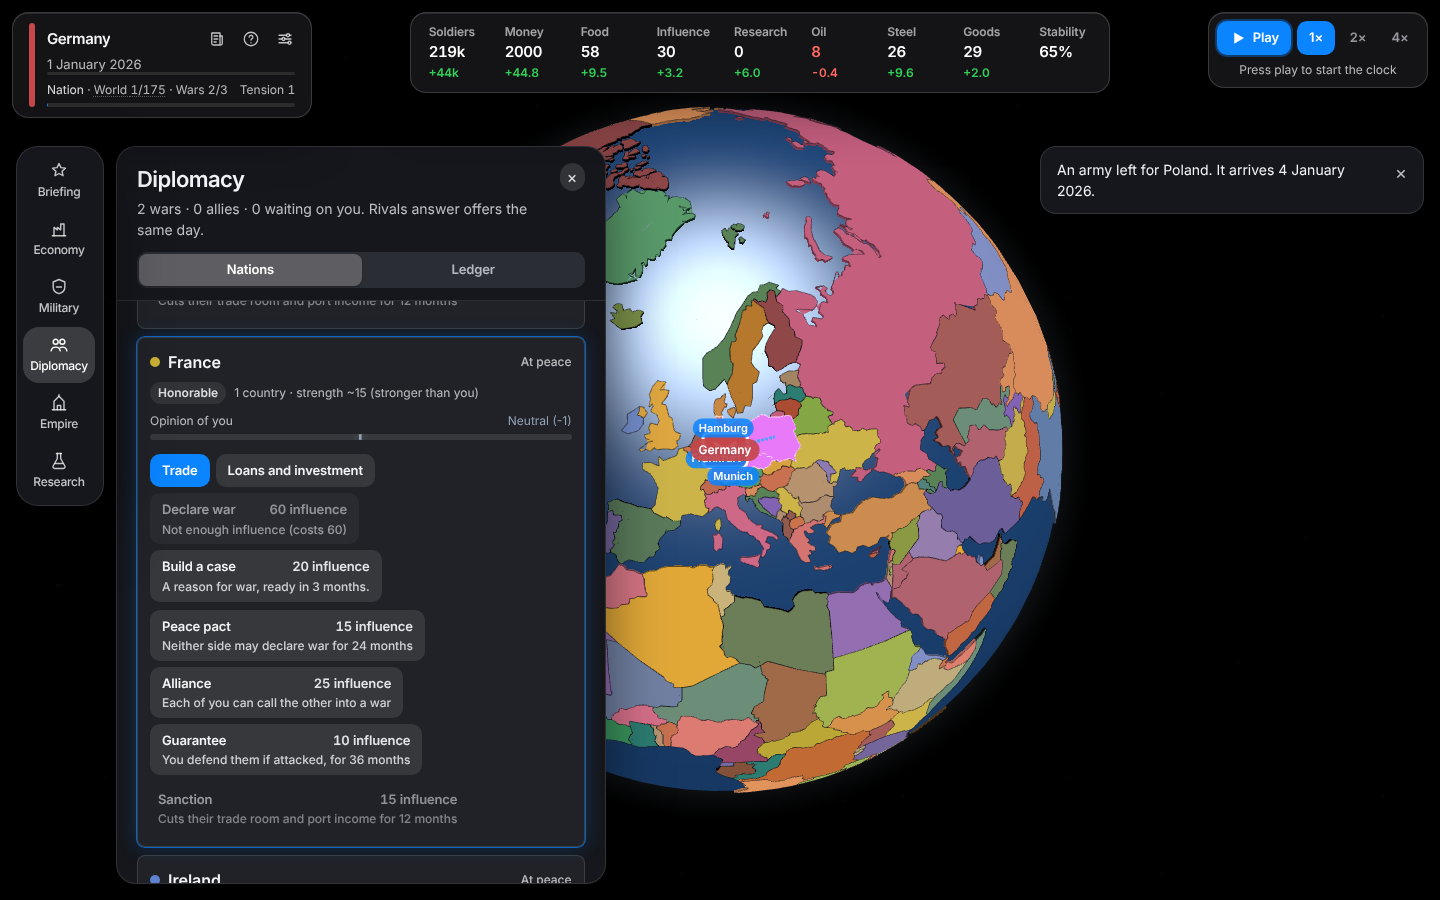 Germany
1 January 2026
Nation · World 1/175 · Wars 2/3 Tension 1
Soldiers Money Food Influence Research Oil Steel Goods Stability
219k 2000 58 30 0 8 26 29 65%
+44k +44.8 +9.5 +3.2 +6.0 -0.4 +9.6 +2.0
Play 1× 2× 4×
Press play to start the clock
Briefing
Economy
Military
Diplomacy
Empire
Research
Diplomacy
2 wars · 0 allies · 0 waiting on you. Rivals answer offers the
same day.
Nations Ledger
Cuts their trade room and port income for 12 months
France At peace
Honorable 1 country · strength ~15 (stronger than you)
Opinion of you Neutral (-1)
Trade Loans and investment
Declare war 60 influence
Not enough influence (costs 60)
Build a case 20 influence
A reason for war, ready in 3 months.
Peace pact 15 influence
Neither side may declare war for 24 months
Alliance 25 influence
Each of you can call the other into a war
Guarantee 10 influence
You defend them if attacked, for 36 months
Sanction 15 influence
Cuts their trade room and port income for 12 months
Ireland At peace
An army left for Poland. It arrives 4 January
2026.
Hamburg
Germany
Munich